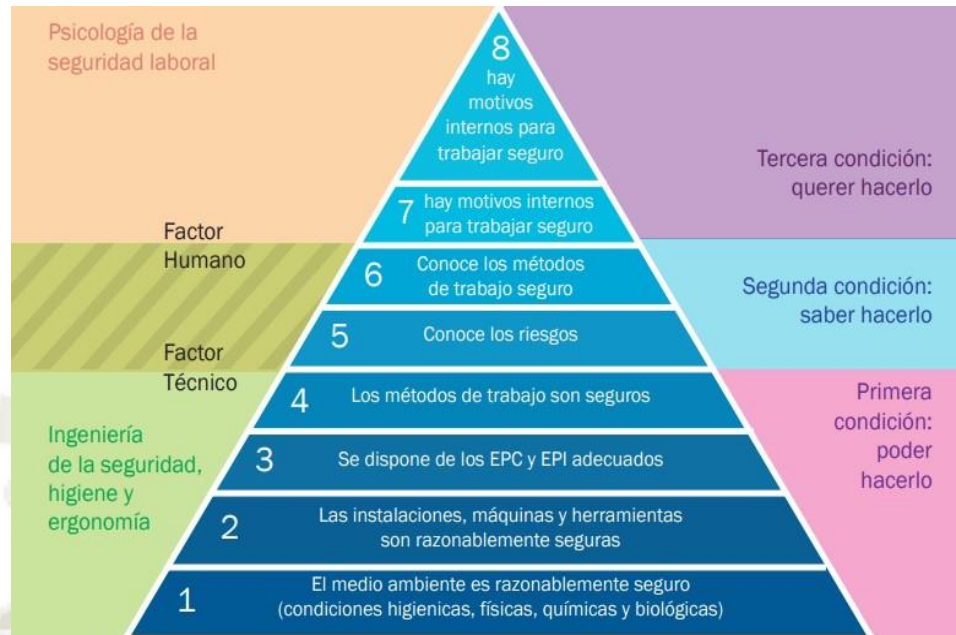 Psicología de la
seguridad laboral
8
hay
motivos
internos para
trabajar seguro
Tercera condición:
querer hacerlo
7
hay motivos internos
para trabajar seguro
Factor
Humano
6
Conoce los métodos
de trabajo seguro
Segunda condición:
saber hacerlo
5
Conoce los riesgos
Factor
Técnico
4
Los métodos de trabajo son seguros
Primera
condición:
poder
hacerlo
Ingeniería
de la seguridad,
higiene y
ergonomía
3
Se dispone de los EPC y EPI adecuados
2
Las instalaciones, máquinas y herramientas
son razonablemente seguras
1
El medio ambiente es razonablemente seguro
(condiciones higienicas, físicas, químicas y biológicas)